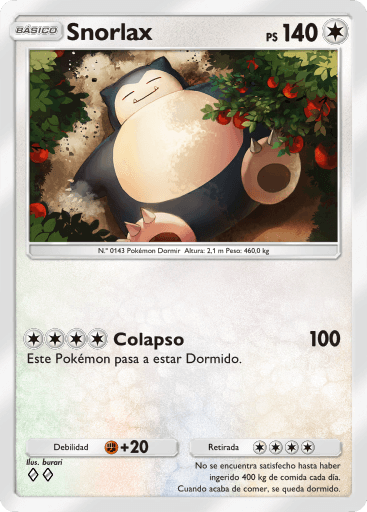 BÁSICO Snorlax PS 140
N.º 0143 Pokémon Dormir Altura: 2,1 m Peso: 460,0 kg
Colapso 100
Este Pokémon pasa a estar Dormido.
Debilidad +20 Retirada
Ilus. burari
No se encuentra satisfecho hasta haber
ingerido 400 kg de comida cada día.
Cuando acaba de comer, se queda dormido.